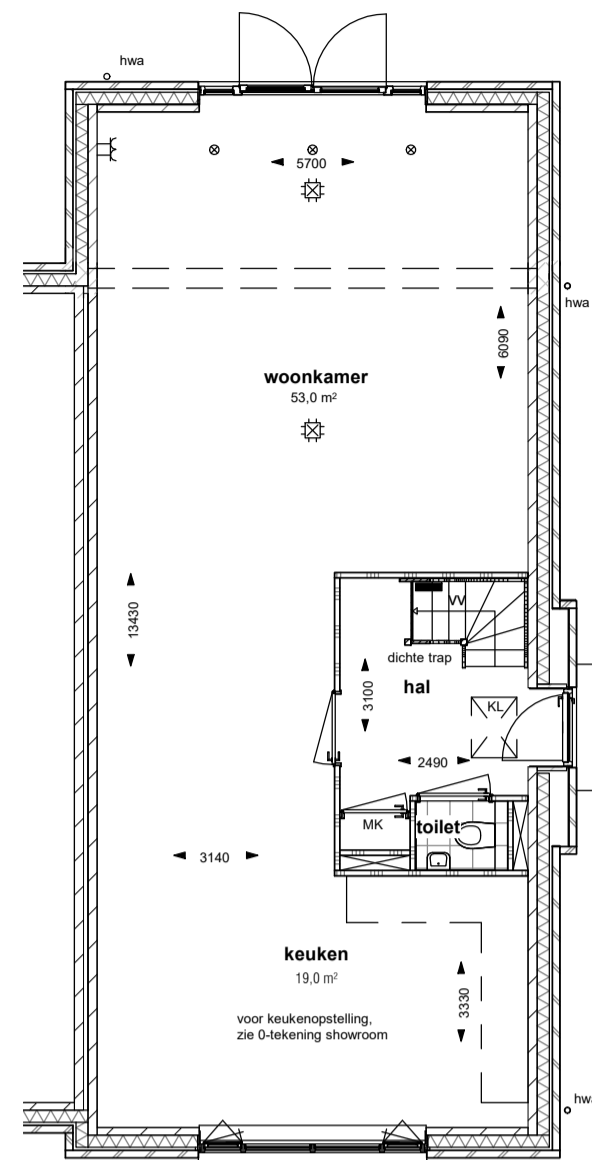 hwa
5700
hwa
6090
woonkamer
53,0 m²
13430
VV
dichte trap
hal
3100
KL
2490
MK
toilet
3140
keuken
19,0 m²
3330
voor keukenopstelling,
zie 0-tekening showroom
hwa